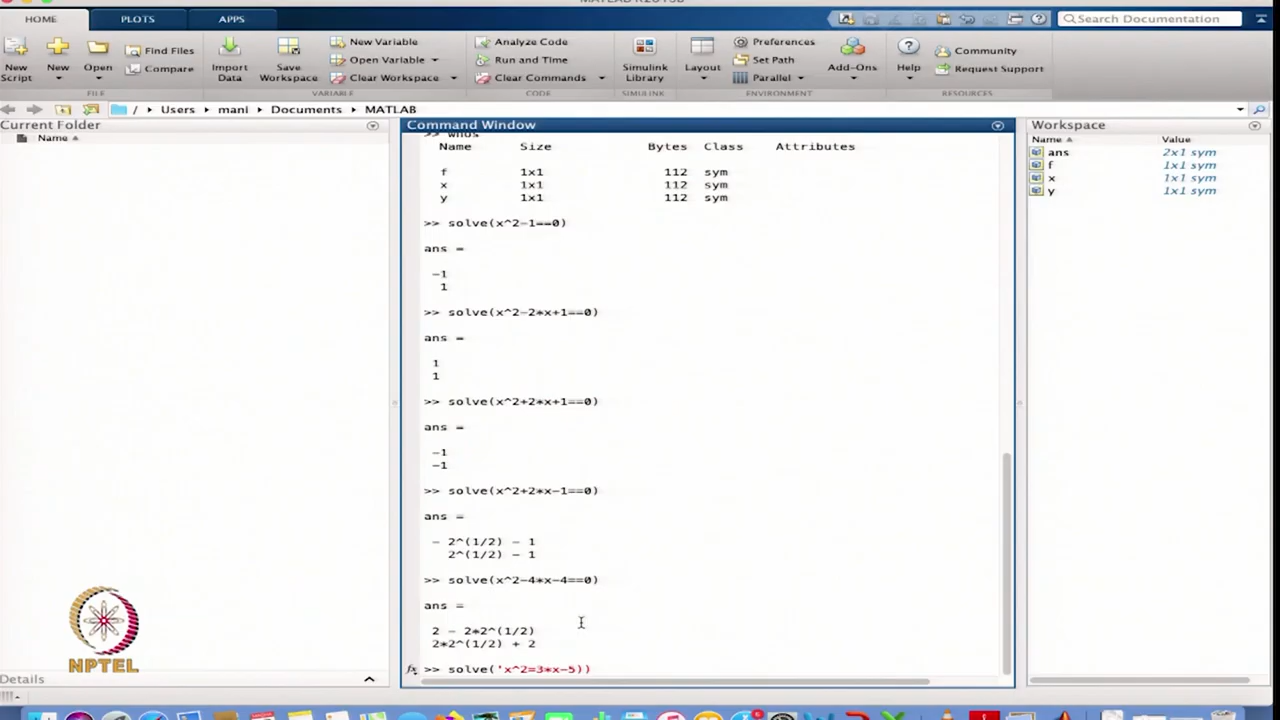 HOME PLOTS APPS
Search Documentation
New Script
New
Open
Find Files
Compare
FILE
Import Data
Save Workspace
New Variable
Open Variable
Clear Workspace
VARIABLE
Analyze Code
Run and Time
Clear Commands
CODE
Simulink Library
SIMULINK
Layout
Preferences
Set Path
Parallel
ENVIRONMENT
Add-Ons
Help
Community
Request Support
RESOURCES
/ Users mani Documents MATLAB
Current Folder
Name
Details
Command Window
>> whos
Name Size Bytes Class Attributes
f 1x1 112 sym
x 1x1 112 sym
y 1x1 112 sym
>> solve(x^2-1==0)
ans =
-1
1
>> solve(x^2-2*x+1==0)
ans =
1
1
>> solve(x^2+2*x+1==0)
ans =
-1
-1
>> solve(x^2+2*x-1==0)
ans =
- 2^(1/2) - 1
2^(1/2) - 1
>> solve(x^2-4*x-4==0)
ans =
2 - 2*2^(1/2)
2*2^(1/2) + 2
fx >> solve('x^2=3*x-5))
Workspace
Name Value
ans 2x1 sym
f 1x1 sym
x 1x1 sym
y 1x1 sym
NPTEL